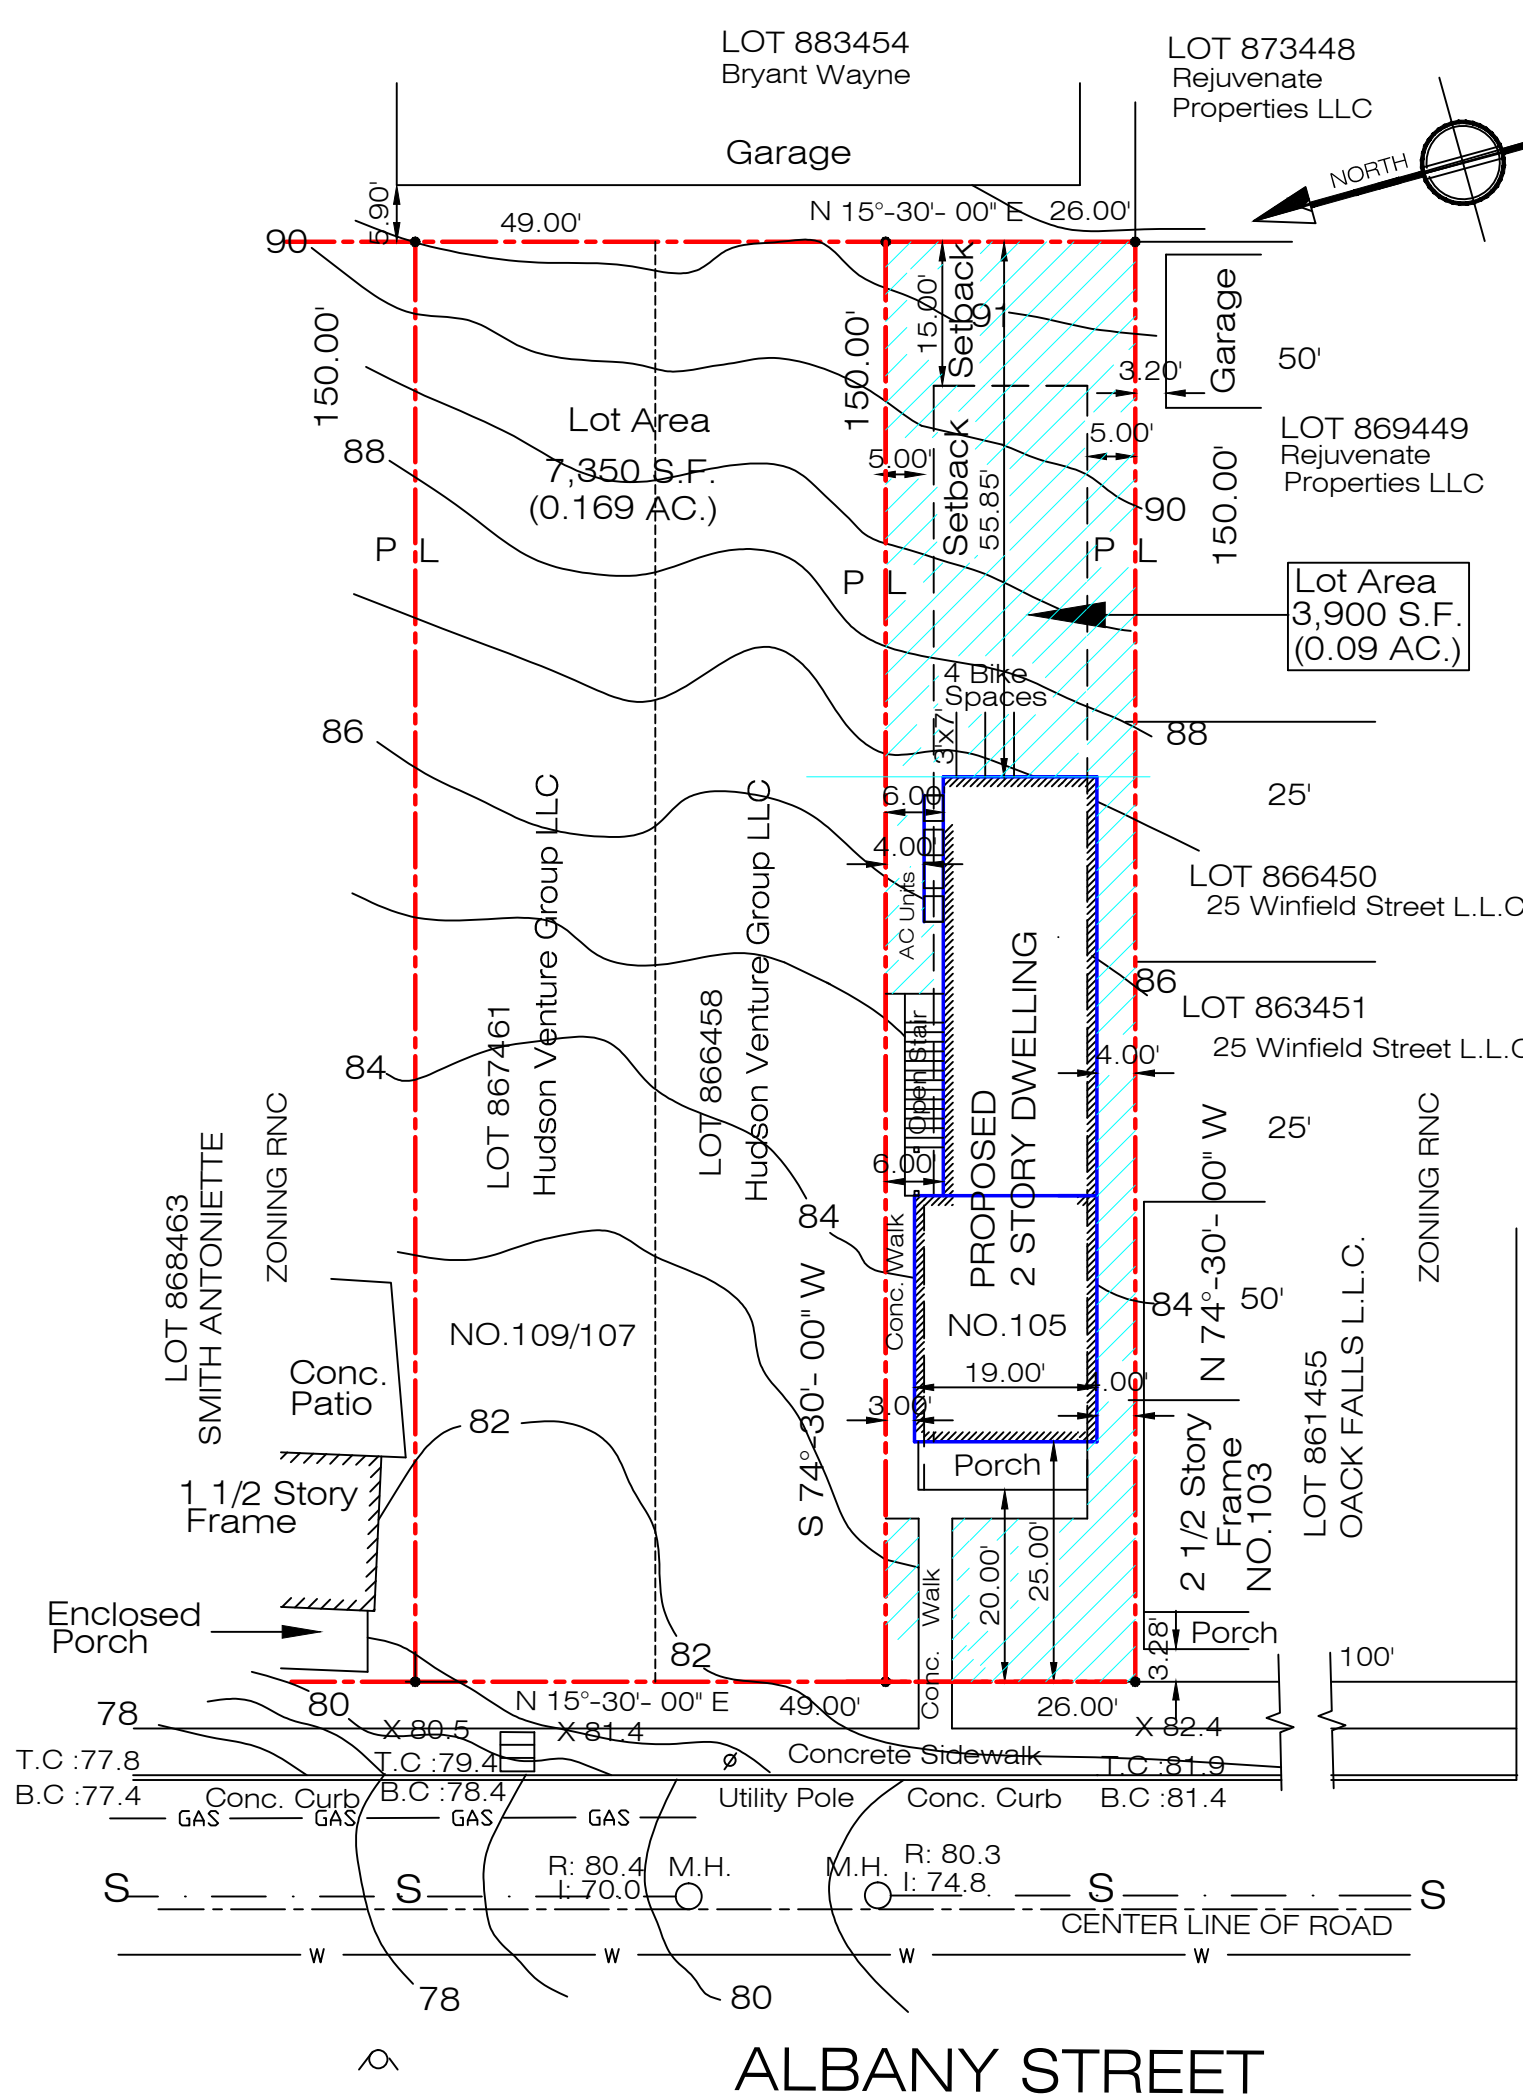 LOT 883454
Bryant Wayne
LOT 873448
Rejuvenate
Properties LLC
Garage
NORTH
5.90'
49.00'
N 15°-30'- 00" E
26.00'
90
150.00'
150.00'
15.00'
Setback
91
3.20'
Garage
50'
Lot Area
7,350 S.F.
(0.169 AC.)
88
5.00'
Setback
55.85'
5.00'
90
150.00'
LOT 869449
Rejuvenate
Properties LLC
P L
P L
P L
Lot Area
3,900 S.F.
(0.09 AC.)
4 Bike
Spaces
3'x7'
86
88
25'
6.00'
4.00'
AC Units
LOT 866450
25 Winfield Street L.L.C
86
LOT 863451
25 Winfield Street L.L.C
LOT 867461
Hudson Venture Group LLC
LOT 866458
Hudson Venture Group LLC
84
Open Stair
4.00'
PROPOSED
2 STORY DWELLING
6.00'
25'
LOT 868463
SMITH ANTONIETTE
ZONING RNC
ZONING RNC
84
Conc. Walk
84
N 74°-30'- 00" W
50'
NO.109/107
S 74°-30'- 00" W
NO.105
19.00'
4.00'
3.00'
Conc.
Patio
82
Porch
2 1/2 Story
Frame
NO.103
LOT 861455
OACK FALLS L.L.C.
1 1/2 Story
Frame
20.00'
25.00'
Conc. Walk
Enclosed
Porch
82
Porch
3.28'
100'
78
80
N 15°-30'- 00" E
49.00'
26.00'
X 80.5
X 81.4
X 82.4
T.C :77.8
T.C :79.4
Concrete Sidewalk
T.C :81.9
B.C :77.4
Conc. Curb
B.C :78.4
Utility Pole
Conc. Curb
B.C :81.4
GAS GAS GAS GAS
R: 80.4
I: 70.0
M.H.
M.H.
R: 80.3
I: 74.8
S S S S
CENTER LINE OF ROAD
W W W W
78
80
ALBANY STREET